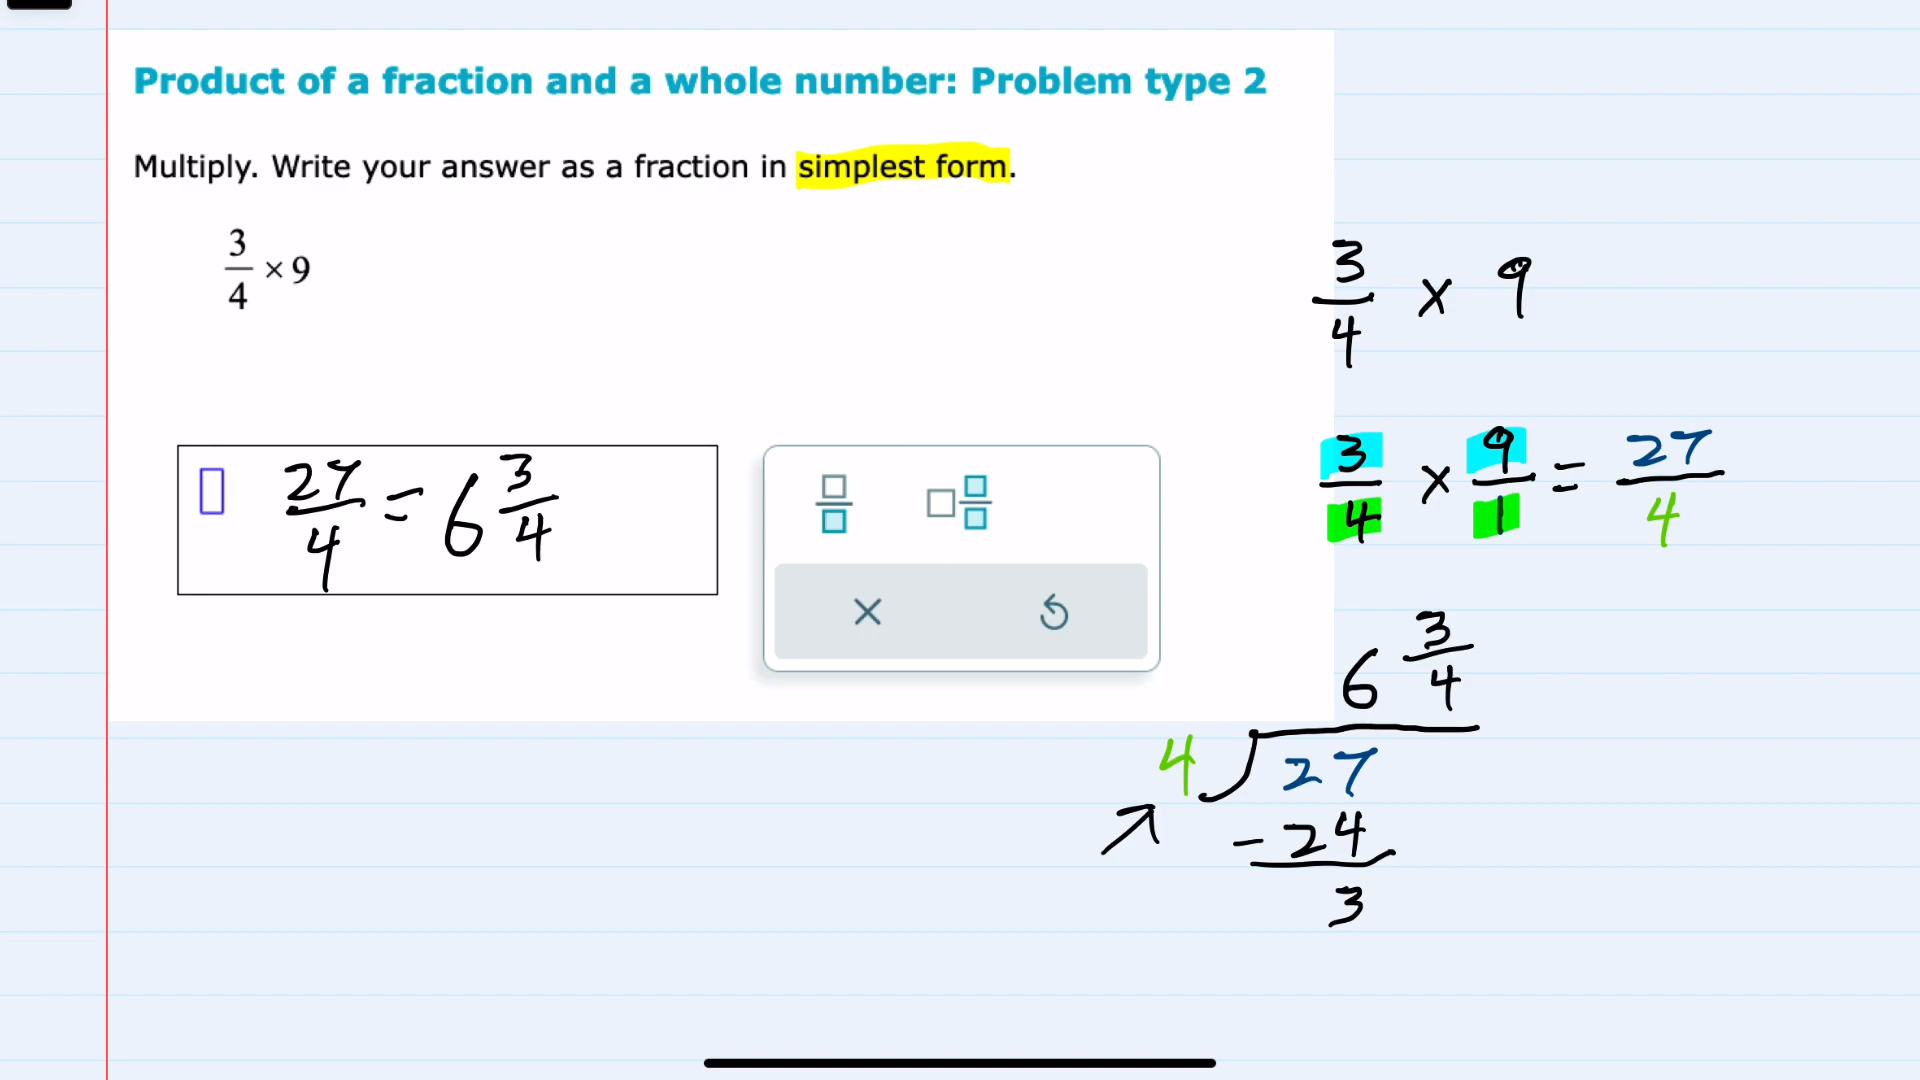 Product of a fraction and a whole number: Problem type 2
Multiply. Write your answer as a fraction in simplest form.
3/4 × 9
27/4 = 6 3/4
3/4 x 9
3/4 x 9/1 = 27/4
6 3/4
4 27
- 24
3